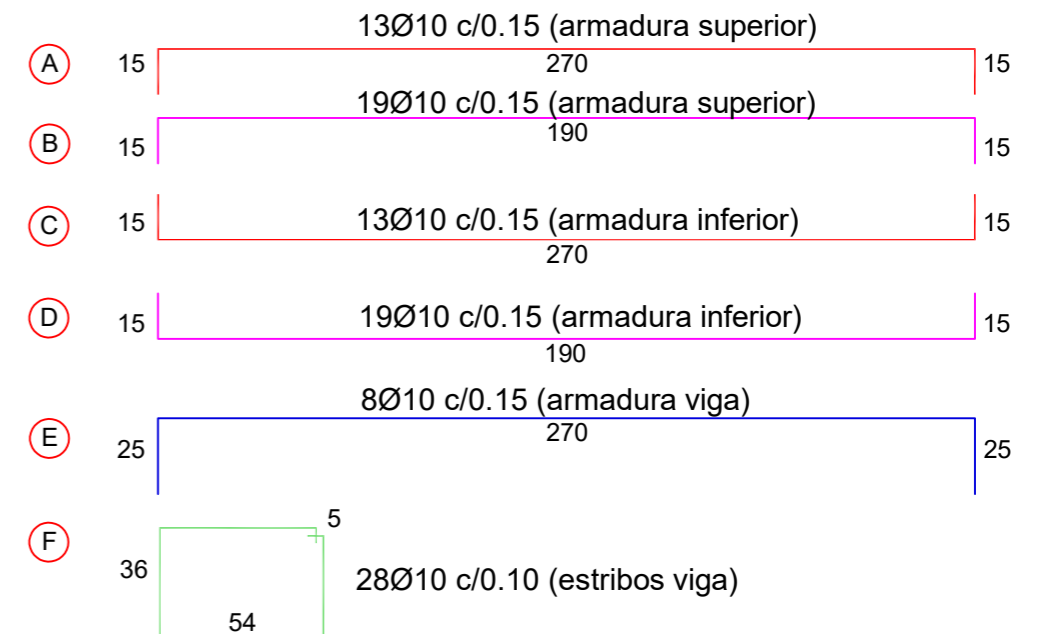 13Ø10 c/0.15 (armadura superior)
A 15 270 15
19Ø10 c/0.15 (armadura superior)
B 15 190 15
C 15 13Ø10 c/0.15 (armadura inferior) 15
270
D 15 19Ø10 c/0.15 (armadura inferior) 15
190
8Ø10 c/0.15 (armadura viga)
E 25 270 25
F 5
36 28Ø10 c/0.10 (estribos viga)
54